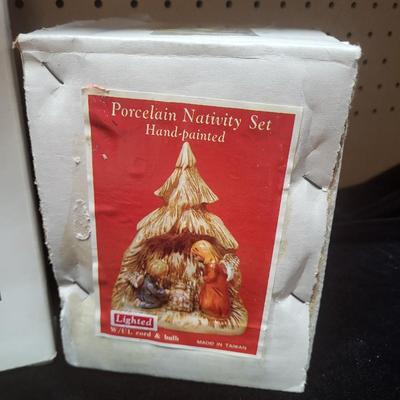 Porcelain Nativity Set
Hand-painted
Lighted
W/UL cord & bulb
MADE IN TAIWAN